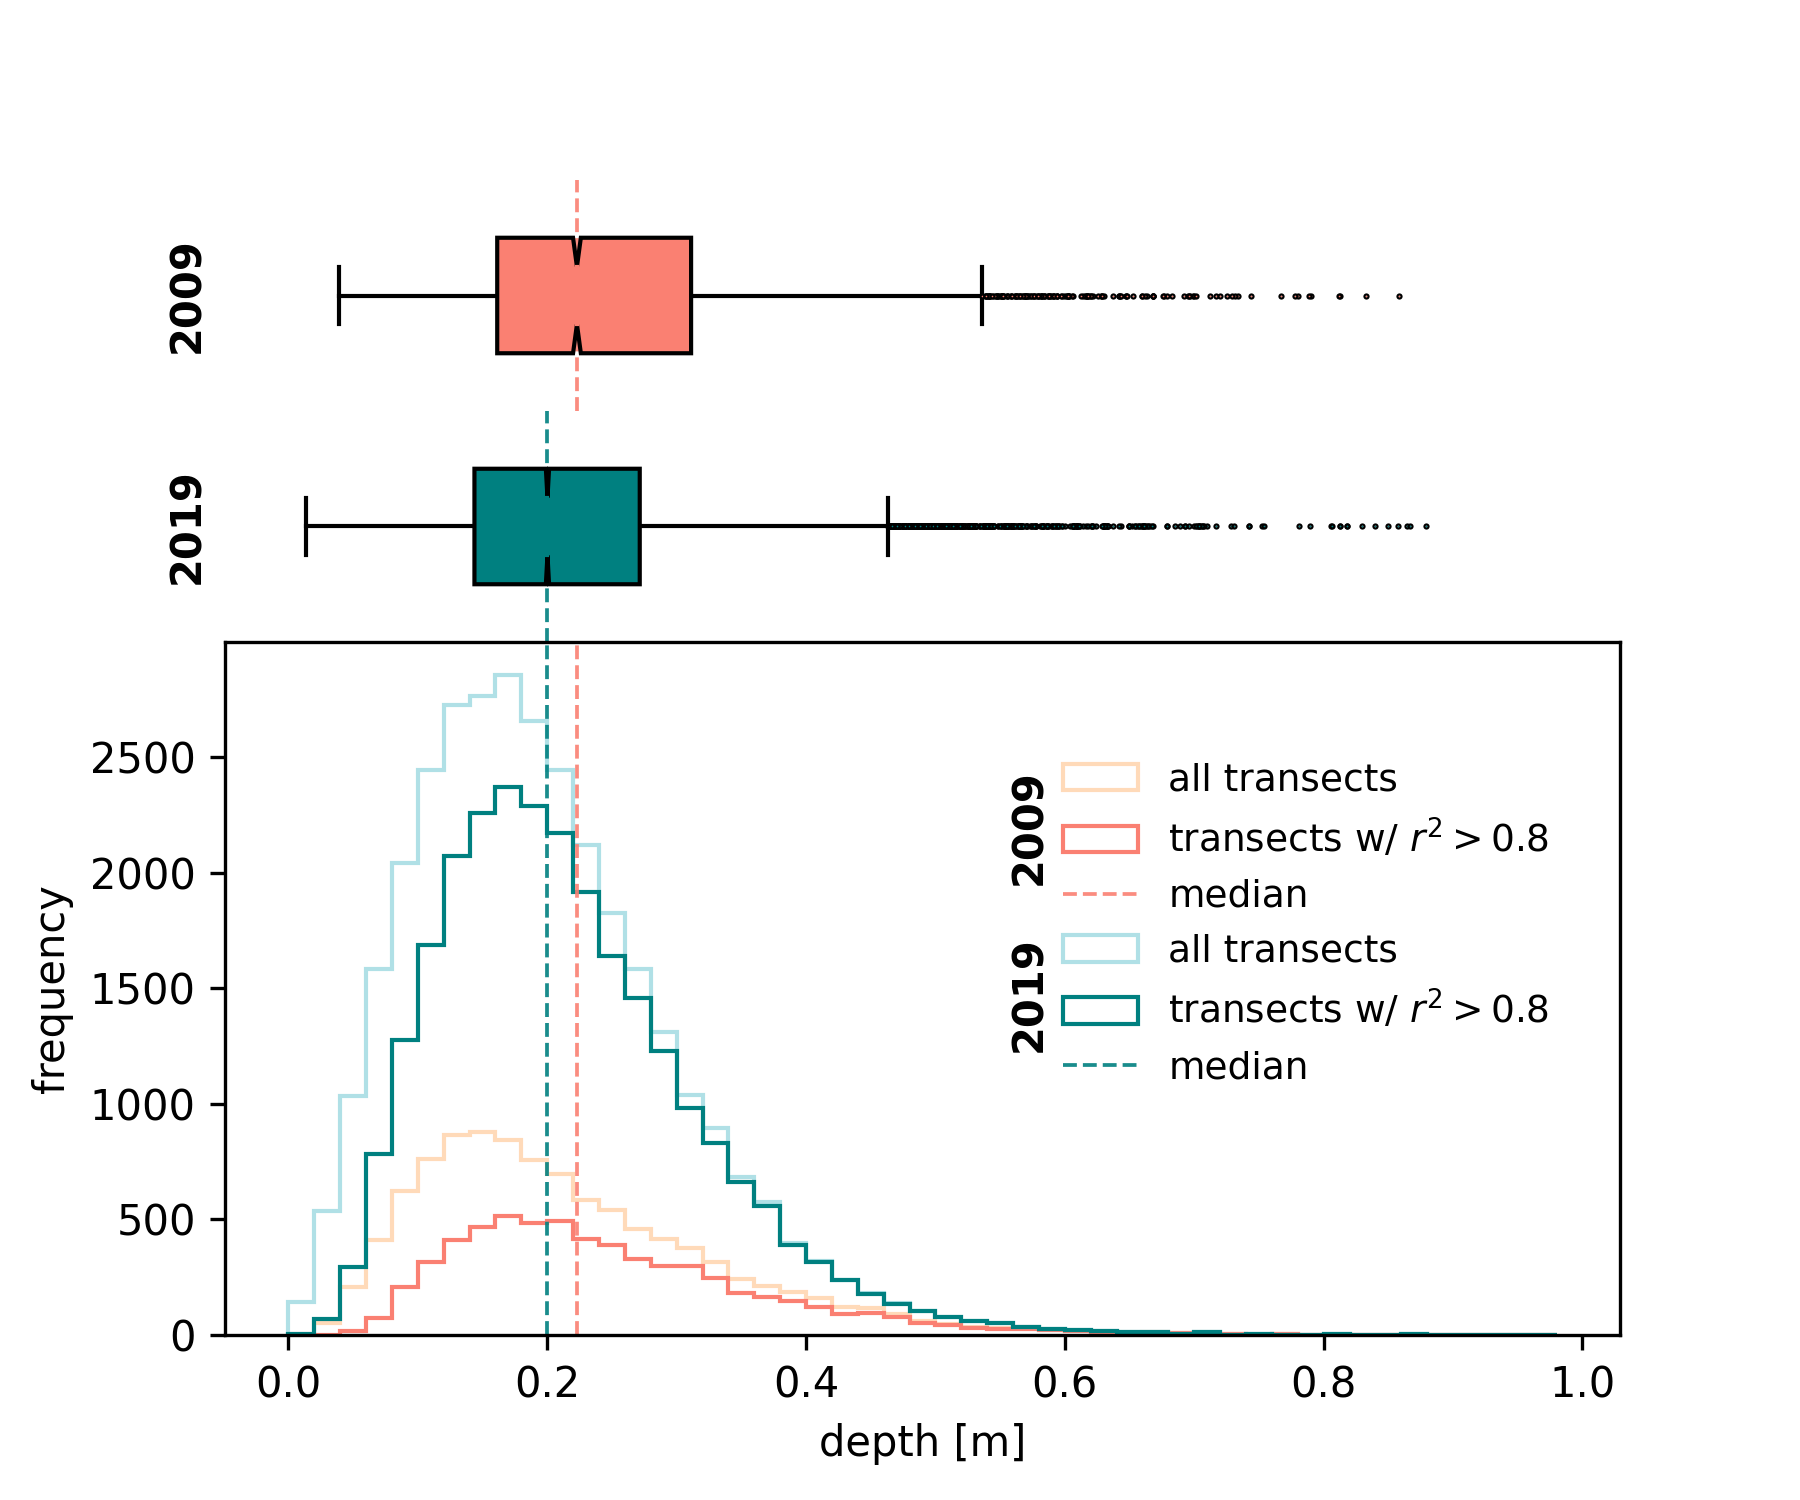 2009
2019
2500
2000
1500
1000
500
0
frequency
0.0 0.2 0.4 0.6 0.8 1.0
depth [m]
2009
all transects
transects w/ r² > 0.8
median
2019
all transects
transects w/ r² > 0.8
median